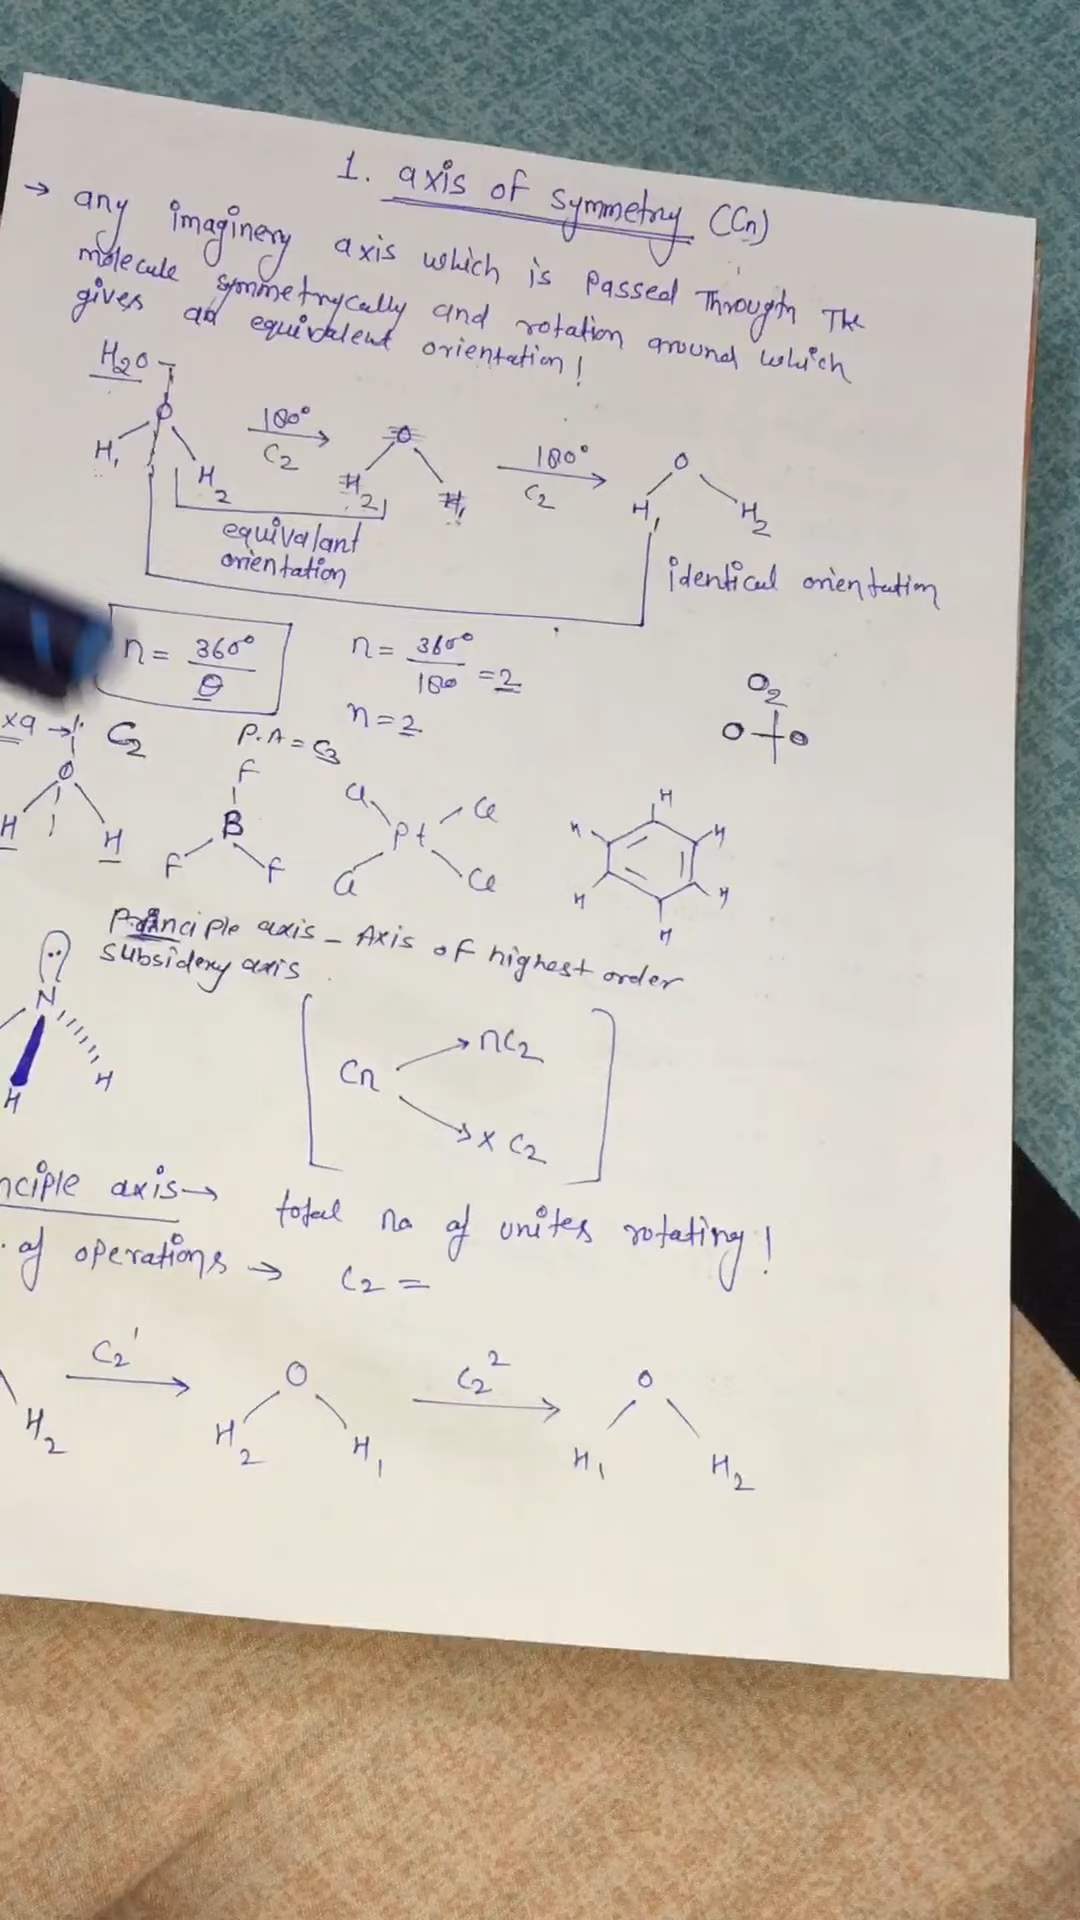 1. axis of symmetry (Cn)
→ any imaginery axis which is passed Through The
molecule symmetrycally and rotation around which
gives an equivalent orientation!
H2O
O 180° O 180° O
H1 H2 C2 H2 H1 C2 H1 H2
equivalant
orientation
identical orientation
n = 360°/θ n = 360°/180 = 2
n = 2
O2
O O
C2 P.A = C3
O H H
F B F F
Cl Cl Pt Cl Cl
H H H H H H
Principle axis - Axis of highest order
Subsidery axis
N H H
Cn → nC2
→ x C2
nciple axis → total no of unites rotating!
. of operations → C2 =
H2 C2^1 → O H2 H1 C2^2 → O H1 H2